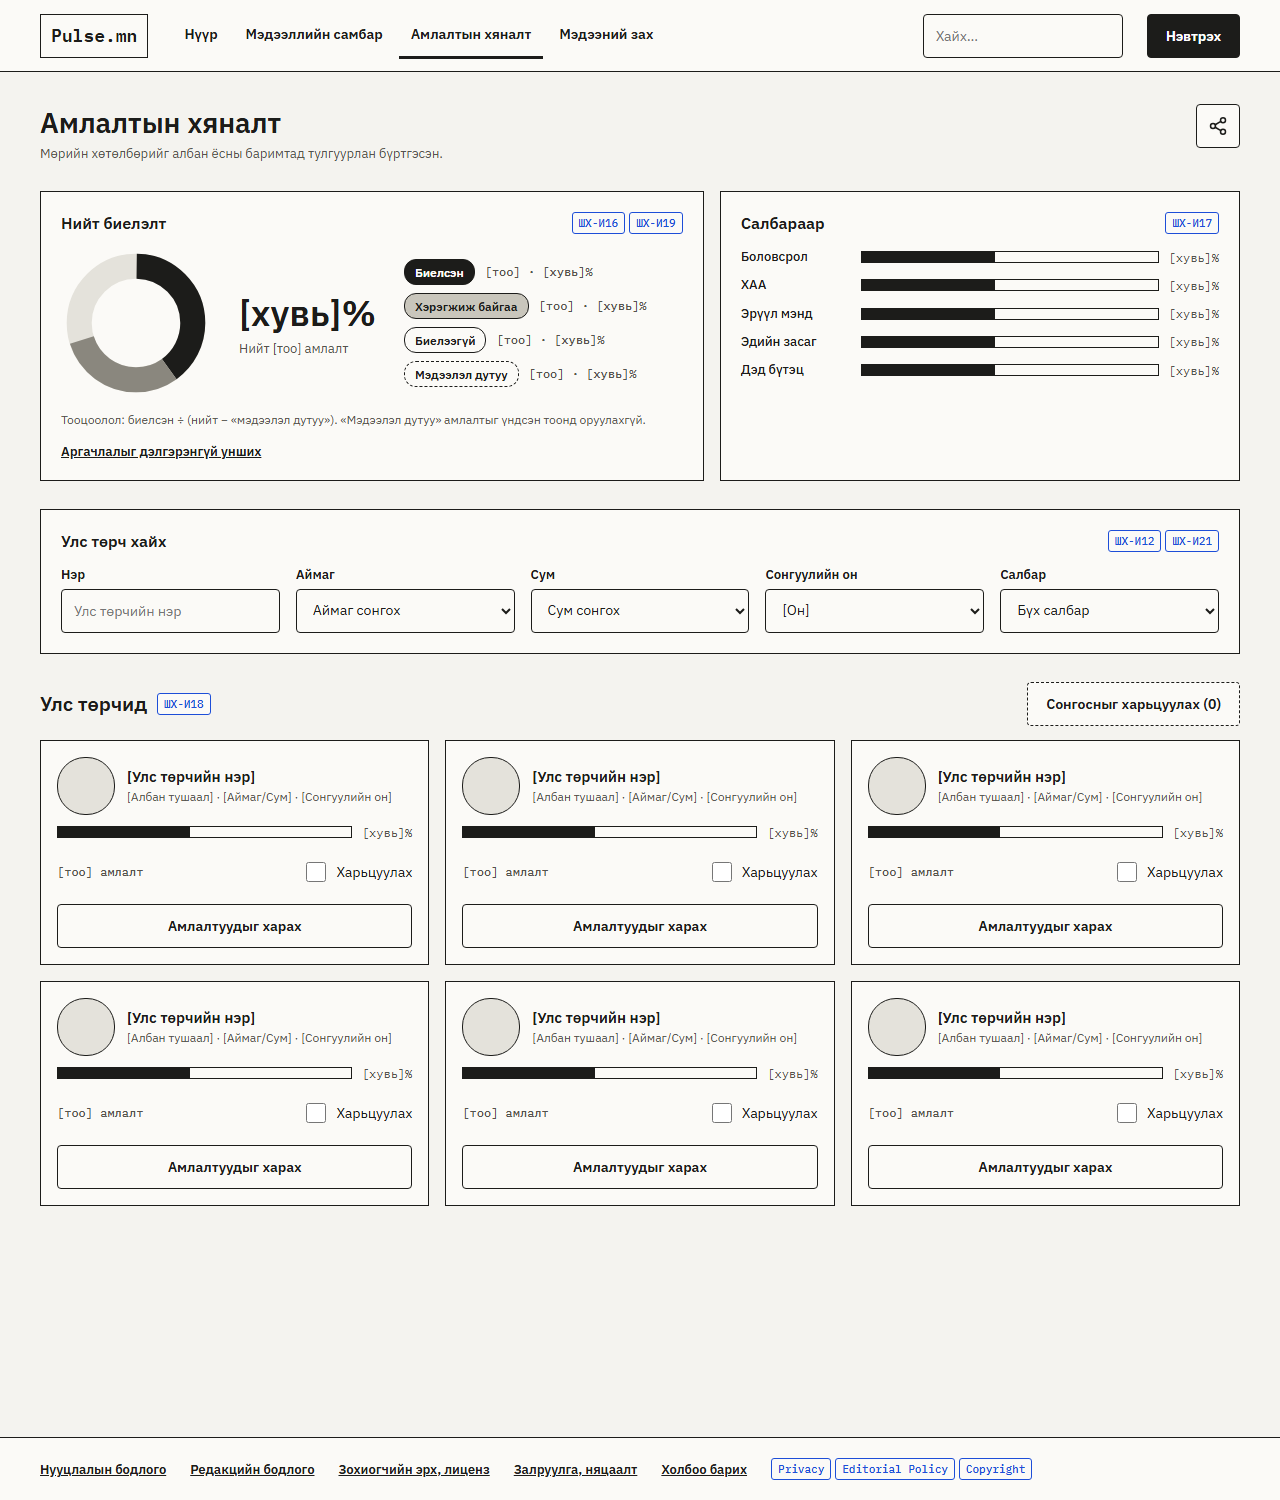 Pulse.mn Нүүр Мэдээллийн самбар Амлалтын хяналт Мэдээний зах Хайх... Нэвтрэх
Амлалтын хяналт
Мөрийн хөтөлбөрийг албан ёсны баримтад тулгуурлан бүртгэсэн.
Нийт биелэлт ШХ-И16 ШХ-И19
[хувь]%
Нийт [тоо] амлалт
Биелсэн [тоо] · [хувь]%
Хэрэгжиж байгаа [тоо] · [хувь]%
Биелээгүй [тоо] · [хувь]%
Мэдээлэл дутуу [тоо] · [хувь]%
Тооцоолол: биелсэн ÷ (нийт – «мэдээлэл дутуу»). «Мэдээлэл дутуу» амлалтыг үндсэн тоонд оруулахгүй.
Аргачлалыг дэлгэрэнгүй унших
Салбараар ШХ-И17
Боловсрол [хувь]%
ХАА [хувь]%
Эрүүл мэнд [хувь]%
Эдийн засаг [хувь]%
Дэд бүтэц [хувь]%
Улс төрч хайх ШХ-И12 ШХ-И21
Нэр Аймаг Сум Сонгуулийн он Салбар
Улс төрчийн нэр Аймаг сонгох Сум сонгох [Он] Бүх салбар
Улс төрчид ШХ-И18 Сонгосныг харьцуулах (0)
[Улс төрчийн нэр] [Улс төрчийн нэр] [Улс төрчийн нэр]
[Албан тушаал] · [Аймаг/Сум] · [Сонгуулийн он] [Албан тушаал] · [Аймаг/Сум] · [Сонгуулийн он] [Албан тушаал] · [Аймаг/Сум] · [Сонгуулийн он]
[хувь]% [хувь]% [хувь]%
[тоо] амлалт Харьцуулах [тоо] амлалт Харьцуулах [тоо] амлалт Харьцуулах
Амлалтуудыг харах Амлалтуудыг харах Амлалтуудыг харах
[Улс төрчийн нэр] [Улс төрчийн нэр] [Улс төрчийн нэр]
[Албан тушаал] · [Аймаг/Сум] · [Сонгуулийн он] [Албан тушаал] · [Аймаг/Сум] · [Сонгуулийн он] [Албан тушаал] · [Аймаг/Сум] · [Сонгуулийн он]
[хувь]% [хувь]% [хувь]%
[тоо] амлалт Харьцуулах [тоо] амлалт Харьцуулах [тоо] амлалт Харьцуулах
Амлалтуудыг харах Амлалтуудыг харах Амлалтуудыг харах
Нууцлалын бодлого Редакцийн бодлого Зохиогчийн эрх, лиценз Залруулга, няцаалт Холбоо барих Privacy Editorial Policy Copyright